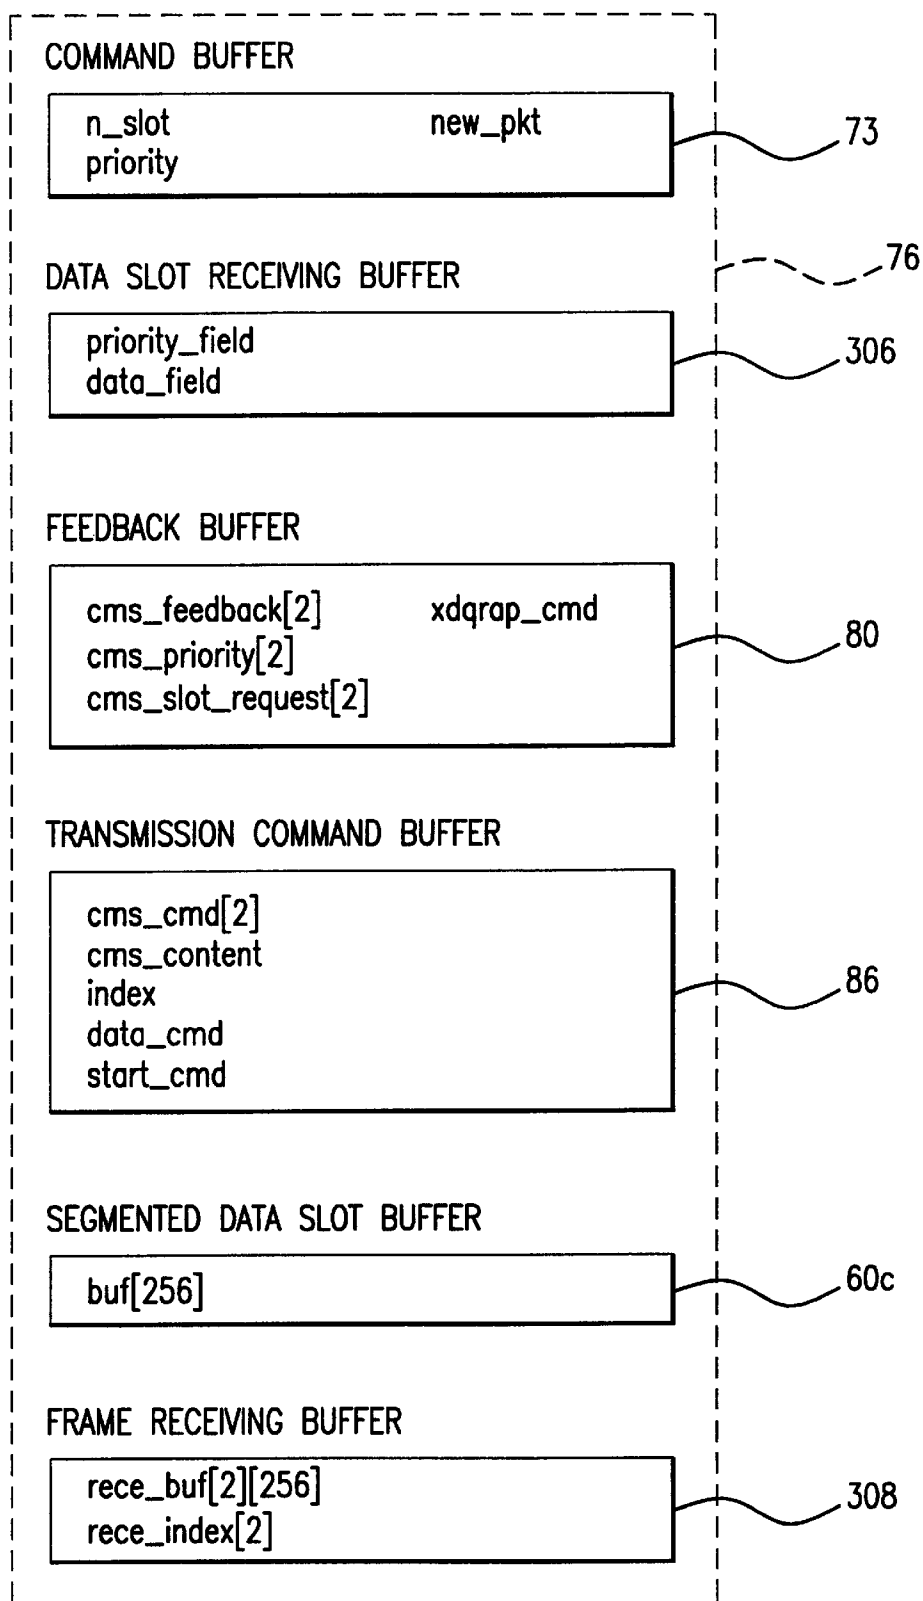 COMMAND BUFFER
n_slot new_pkt
priority
73
76
DATA SLOT RECEIVING BUFFER
priority_field
data_field
306
FEEDBACK BUFFER
cms_feedback[2] xdqrap_cmd
cms_priority[2]
cms_slot_request[2]
80
TRANSMISSION COMMAND BUFFER
cms_cmd[2]
cms_content
index
data_cmd
start_cmd
86
SEGMENTED DATA SLOT BUFFER
buf[256]
60c
FRAME RECEIVING BUFFER
rece_buf[2][256]
rece_index[2]
308